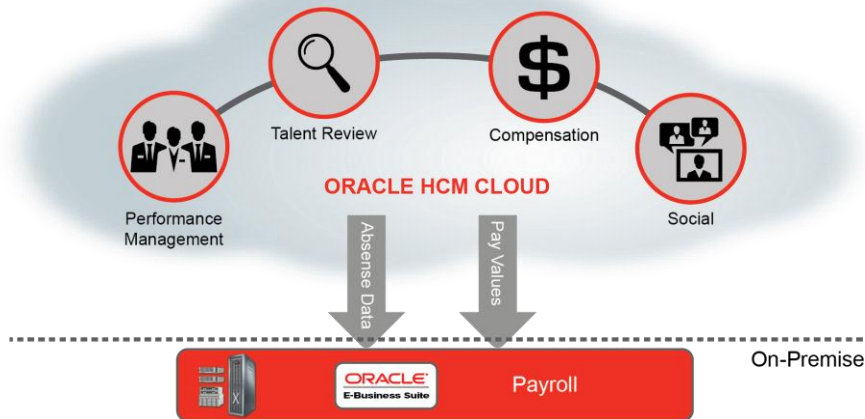 Talent Review
Compensation
Performance
Management
ORACLE HCM CLOUD
Social
Absense Data
Pay Values
On-Premise
ORACLE®
E-Business Suite
Payroll